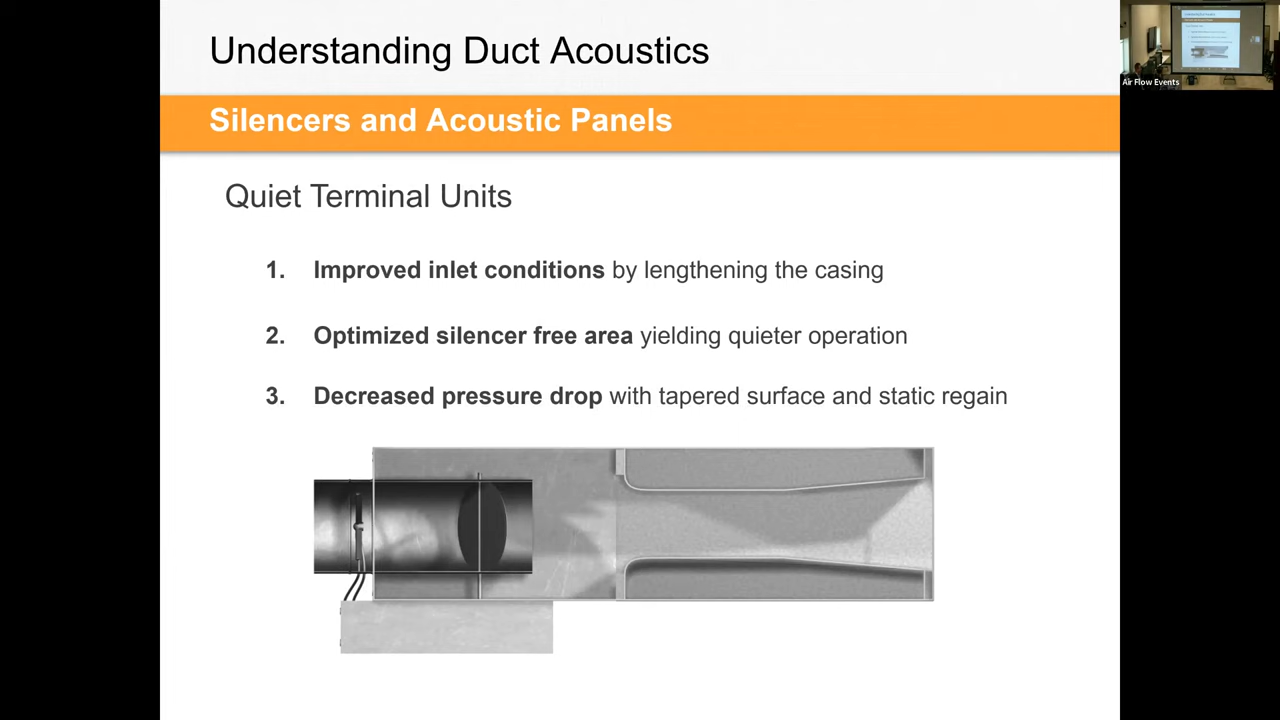 Understanding Duct Acoustics
Silencers and Acoustic Panels
Quiet Terminal Units
1. Improved inlet conditions by lengthening the casing
2. Optimized silencer free area yielding quieter operation
3. Decreased pressure drop with tapered surface and static regain
Air Flow Events